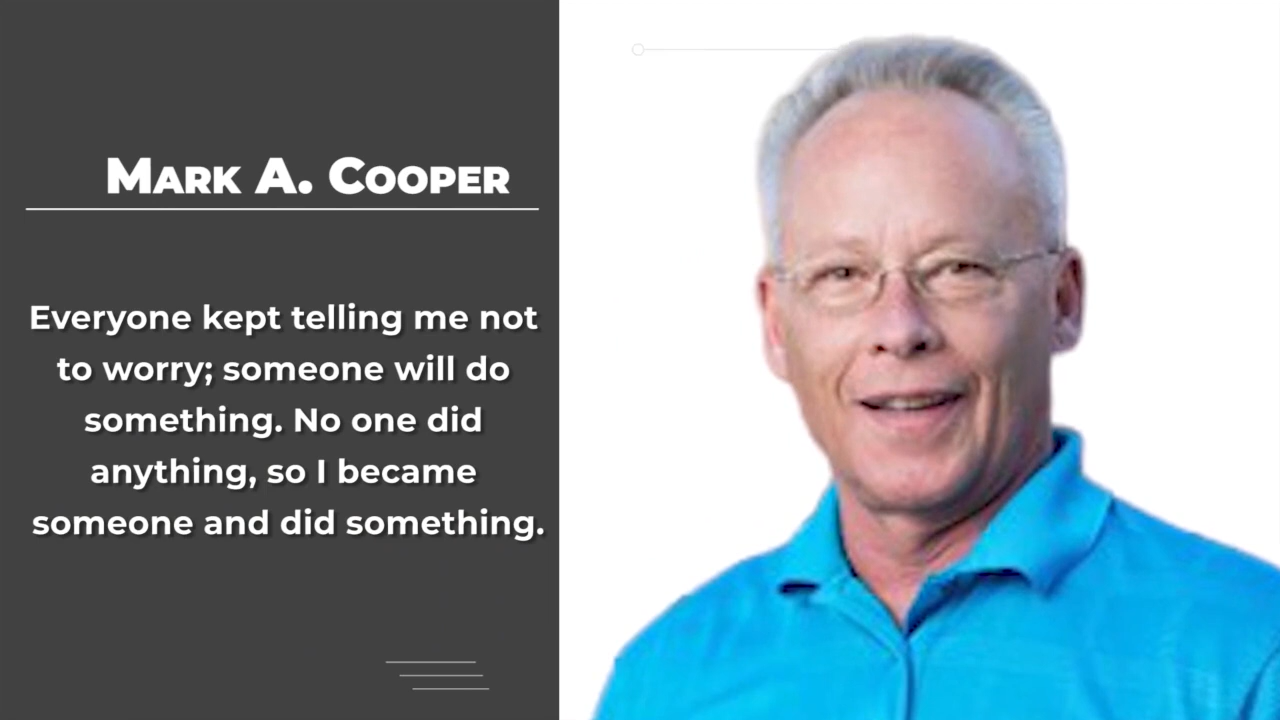 Mark A. Cooper
Everyone kept telling me not
to worry; someone will do
something. No one did
anything, so I became
someone and did something.